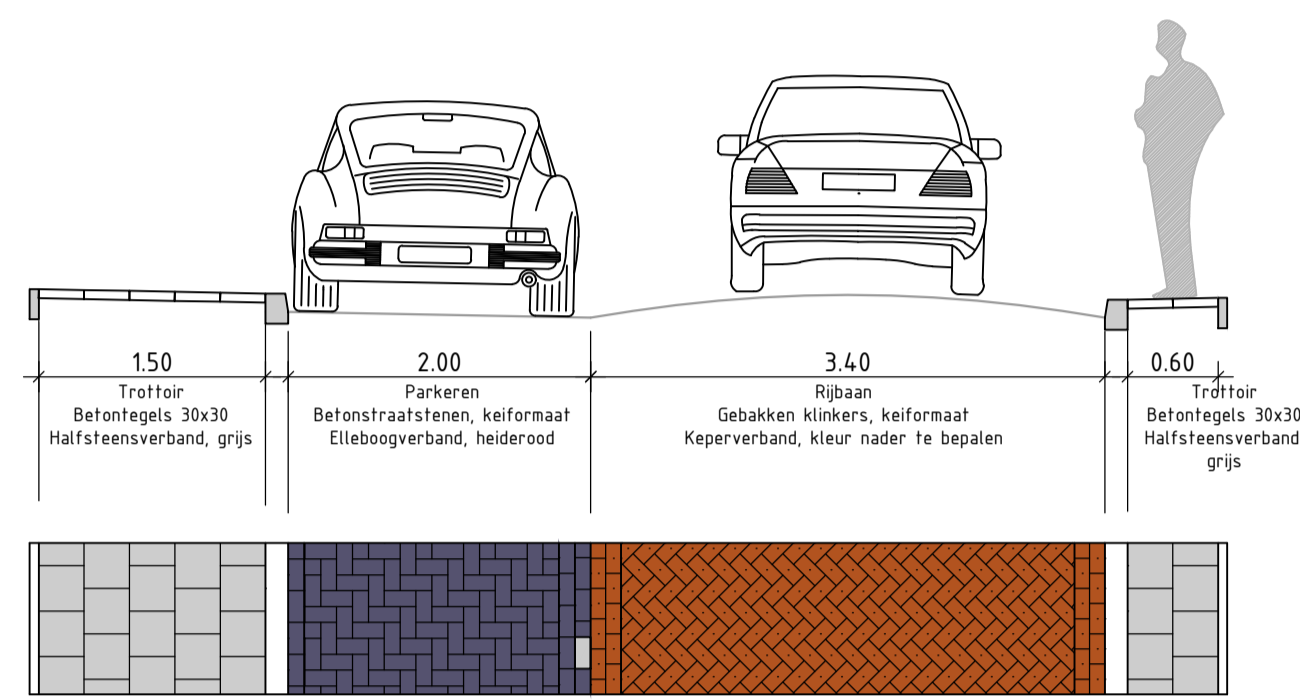 1.50
Trottoir
Betontegels 30x30
Halfsteensverband, grijs
2.00
Parkeren
Betonstraatstenen, keiformaat
Elleboogverband, heiderood
3.40
Rijbaan
Gebakken klinkers, keiformaat
Keperverband, kleur nader te bepalen
0.60
Trottoir
Betontegels 30x30
Halfsteensverband
grijs